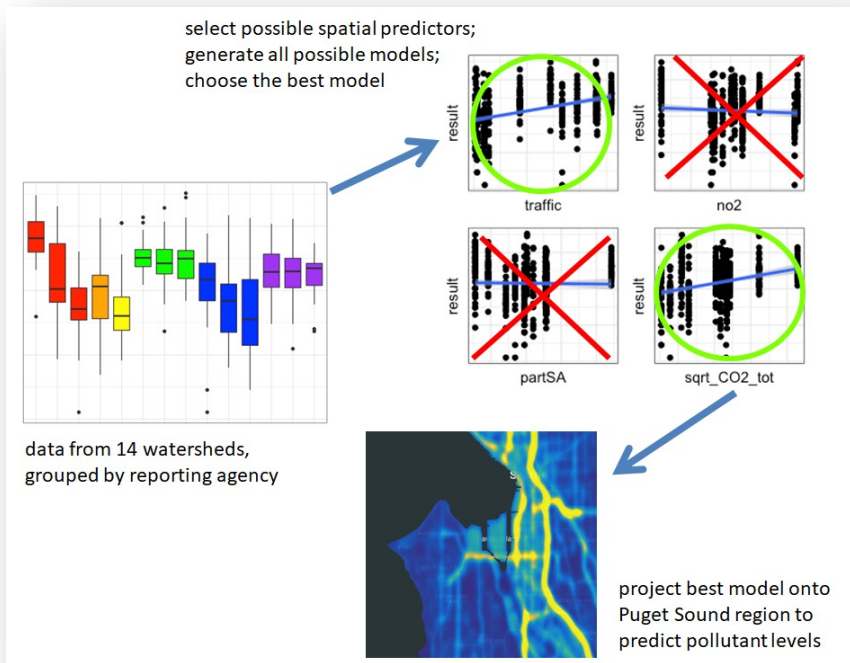 select possible spatial predictors;
generate all possible models;
choose the best model
result
traffic
result
no2
result
partSA
result
sqrt_CO2_tot
data from 14 watersheds,
grouped by reporting agency
project best model onto
Puget Sound region to
predict pollutant levels